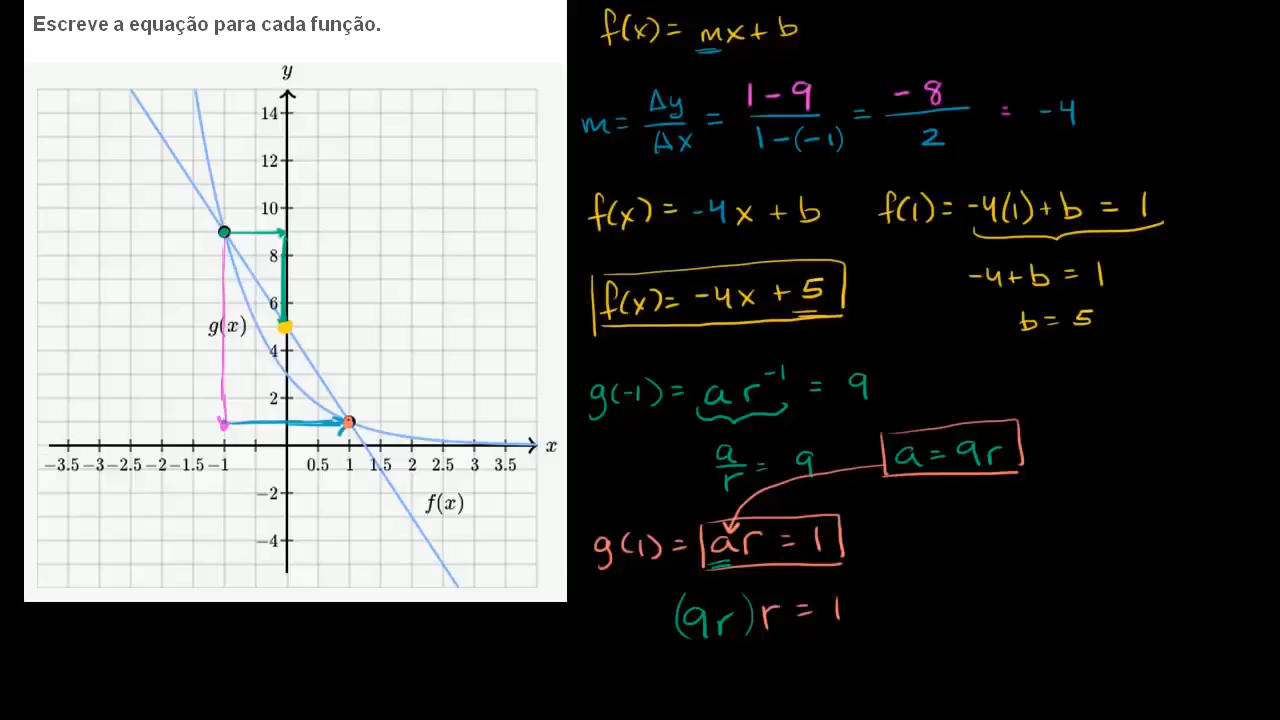 Escreve a equação para cada função.
y
14
12
10
8
6
4
2
-2
-4
-3.5 -3 -2.5 -2 -1.5 -1 0.5 1 1.5 2 2.5 3 3.5
x
g(x)
f(x)
f(x) = mx + b
m = Δy/Δx = 1-9/1-(-1) = -8/2 = -4
f(x) = -4x + b
f(1) = -4(1) + b = 1
-4 + b = 1
b = 5
f(x) = -4x + 5
g(-1) = ar⁻¹ = 9
a/r = 9
a = 9r
g(1) = ar = 1
(9r)r = 1